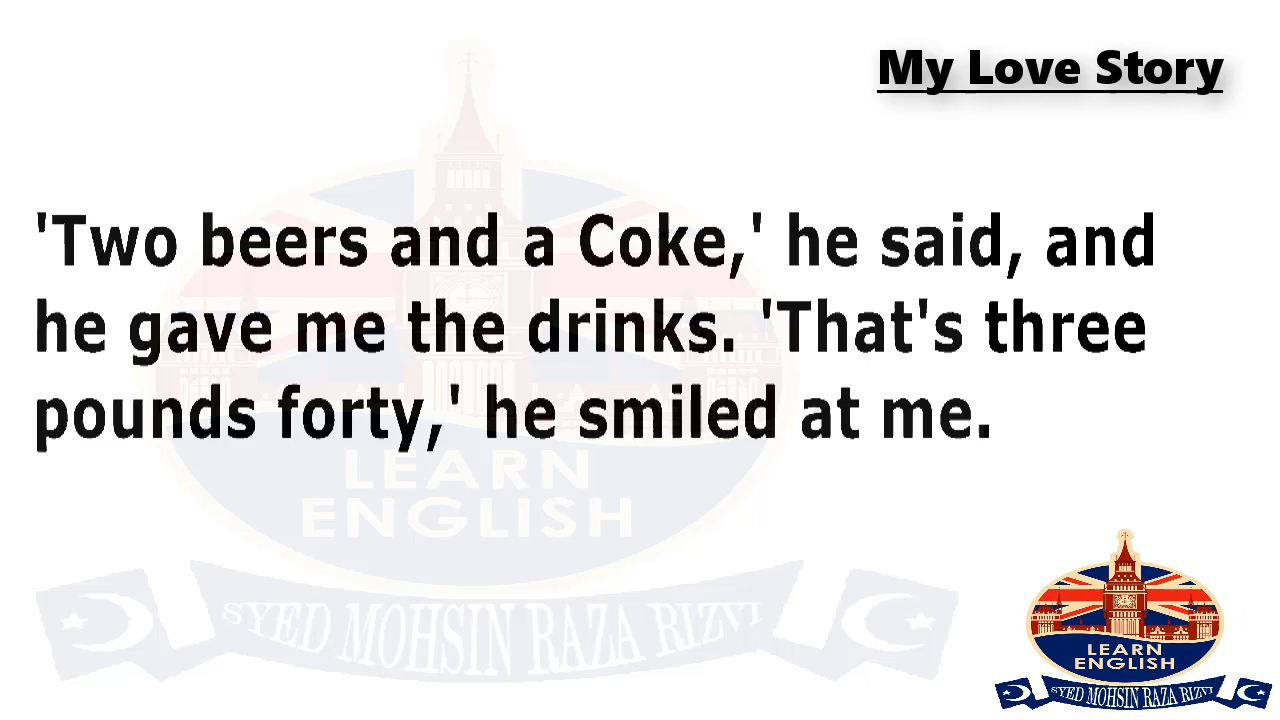 My Love Story
'Two beers and a Coke,' he said, and
he gave me the drinks. 'That's three
pounds forty,' he smiled at me.
LEARN
ENGLISH
SYED MOHSIN RAZA RIZVI
LEARN
ENGLISH
SYED MOHSIN RAZA RIZVI